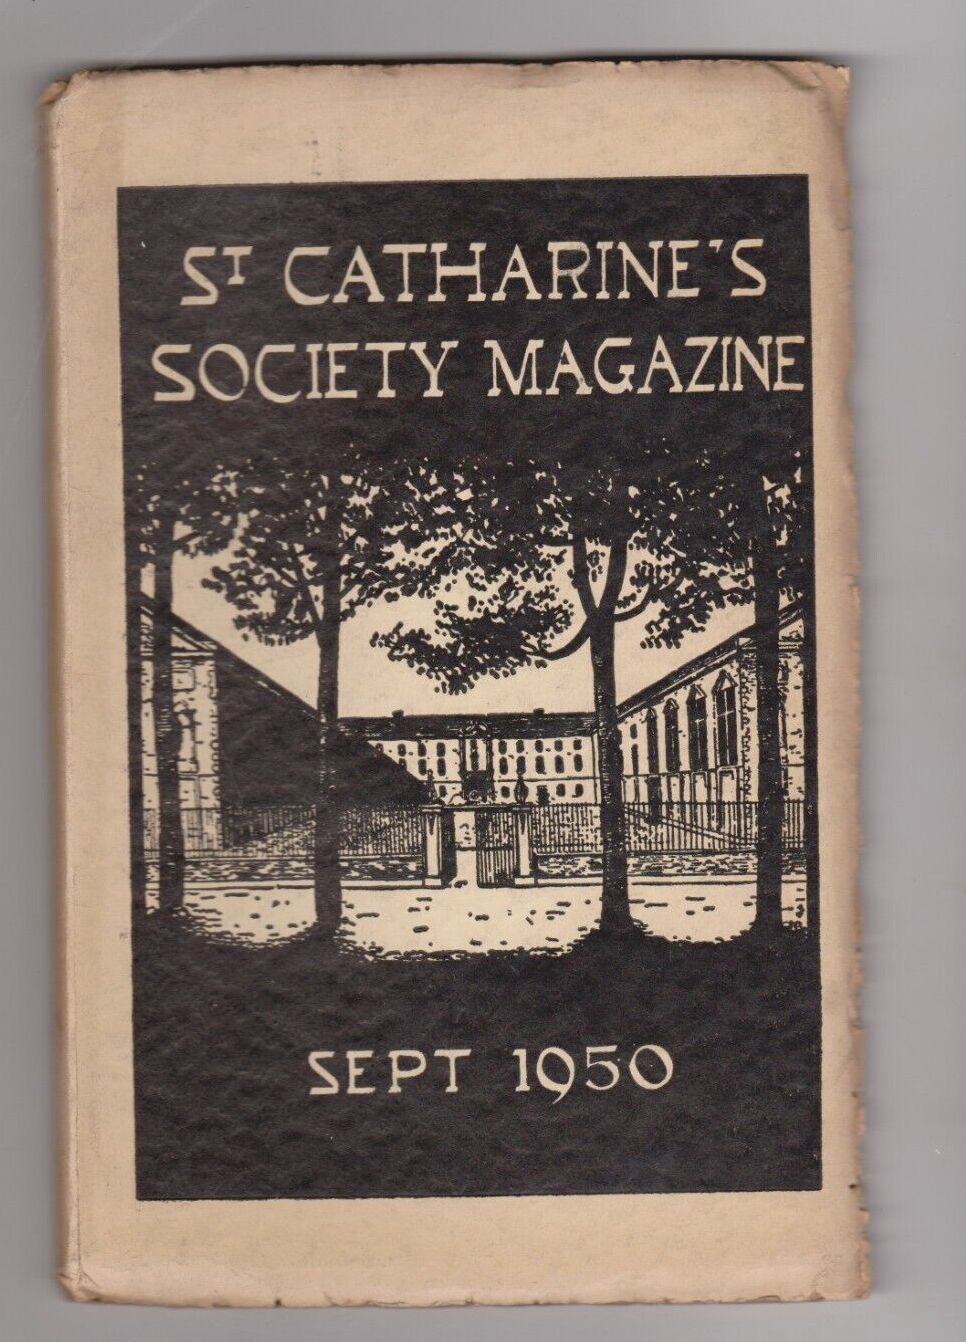 ST CATHARINE'S
SOCIETY MAGAZINE
SEPT 1950